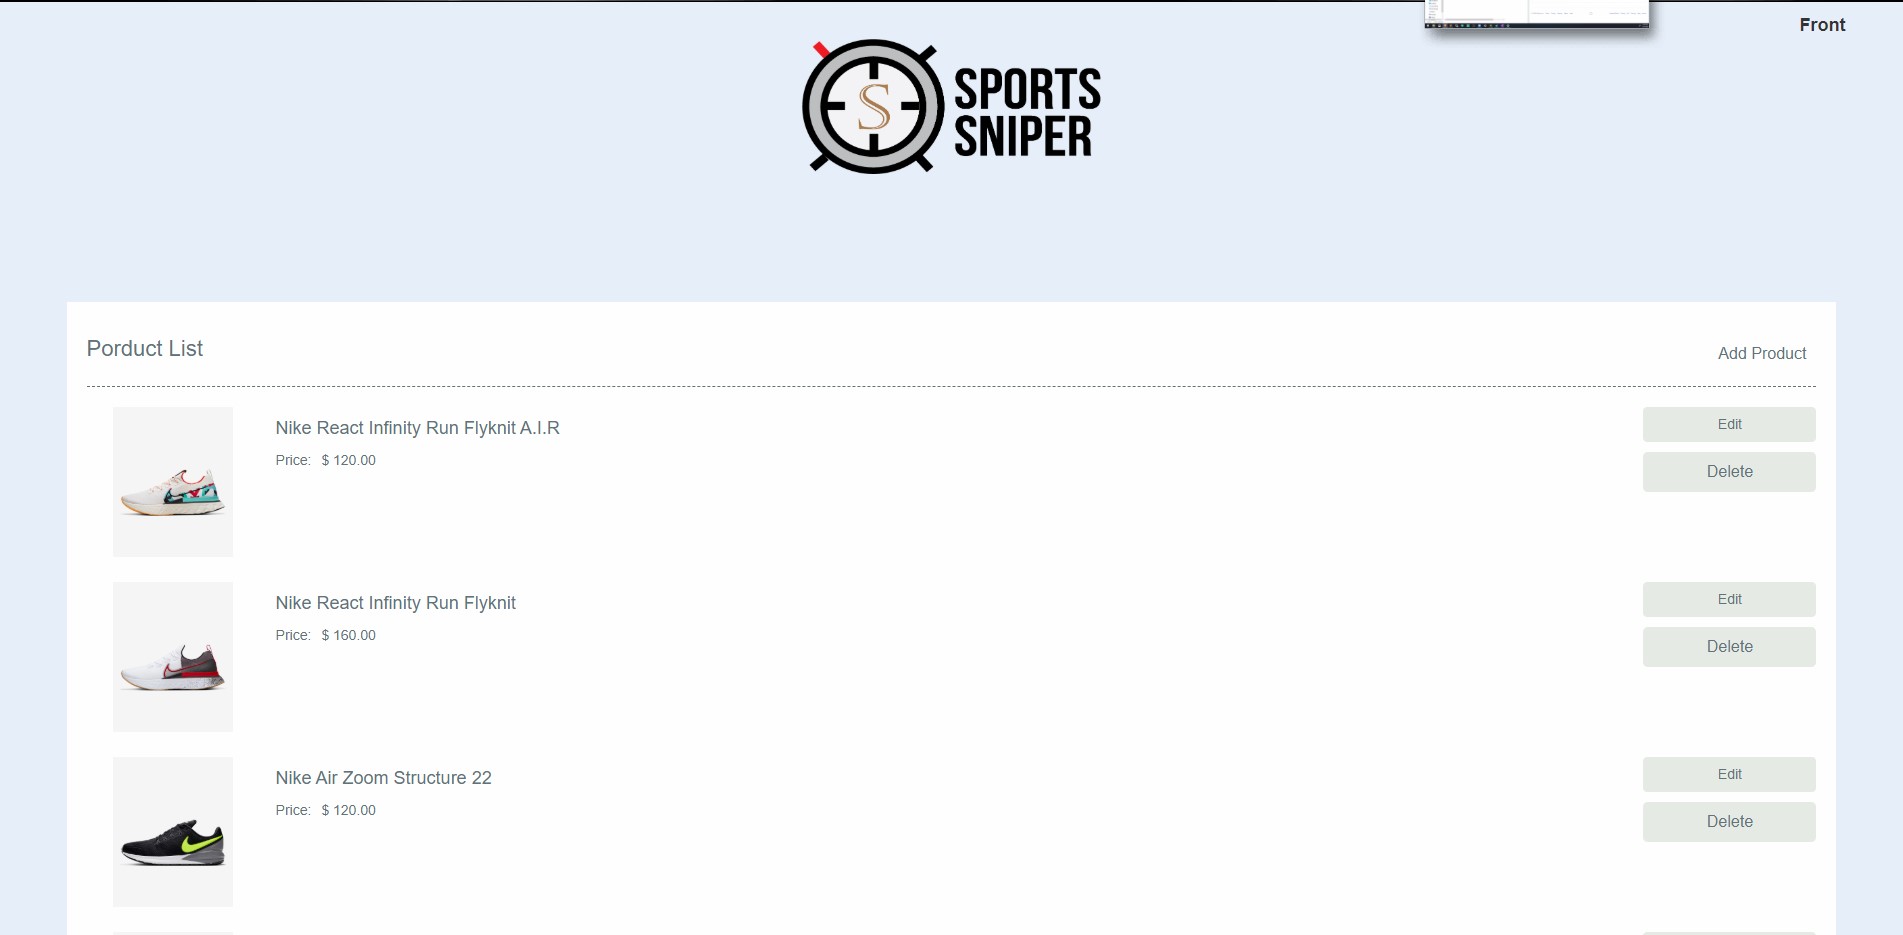 Front
S
SPORTS
SNIPER
Porduct List
Add Product
Nike React Infinity Run Flyknit A.I.R
Price: $ 120.00
Edit
Delete
Nike React Infinity Run Flyknit
Price: $ 160.00
Edit
Delete
Nike Air Zoom Structure 22
Price: $ 120.00
Edit
Delete